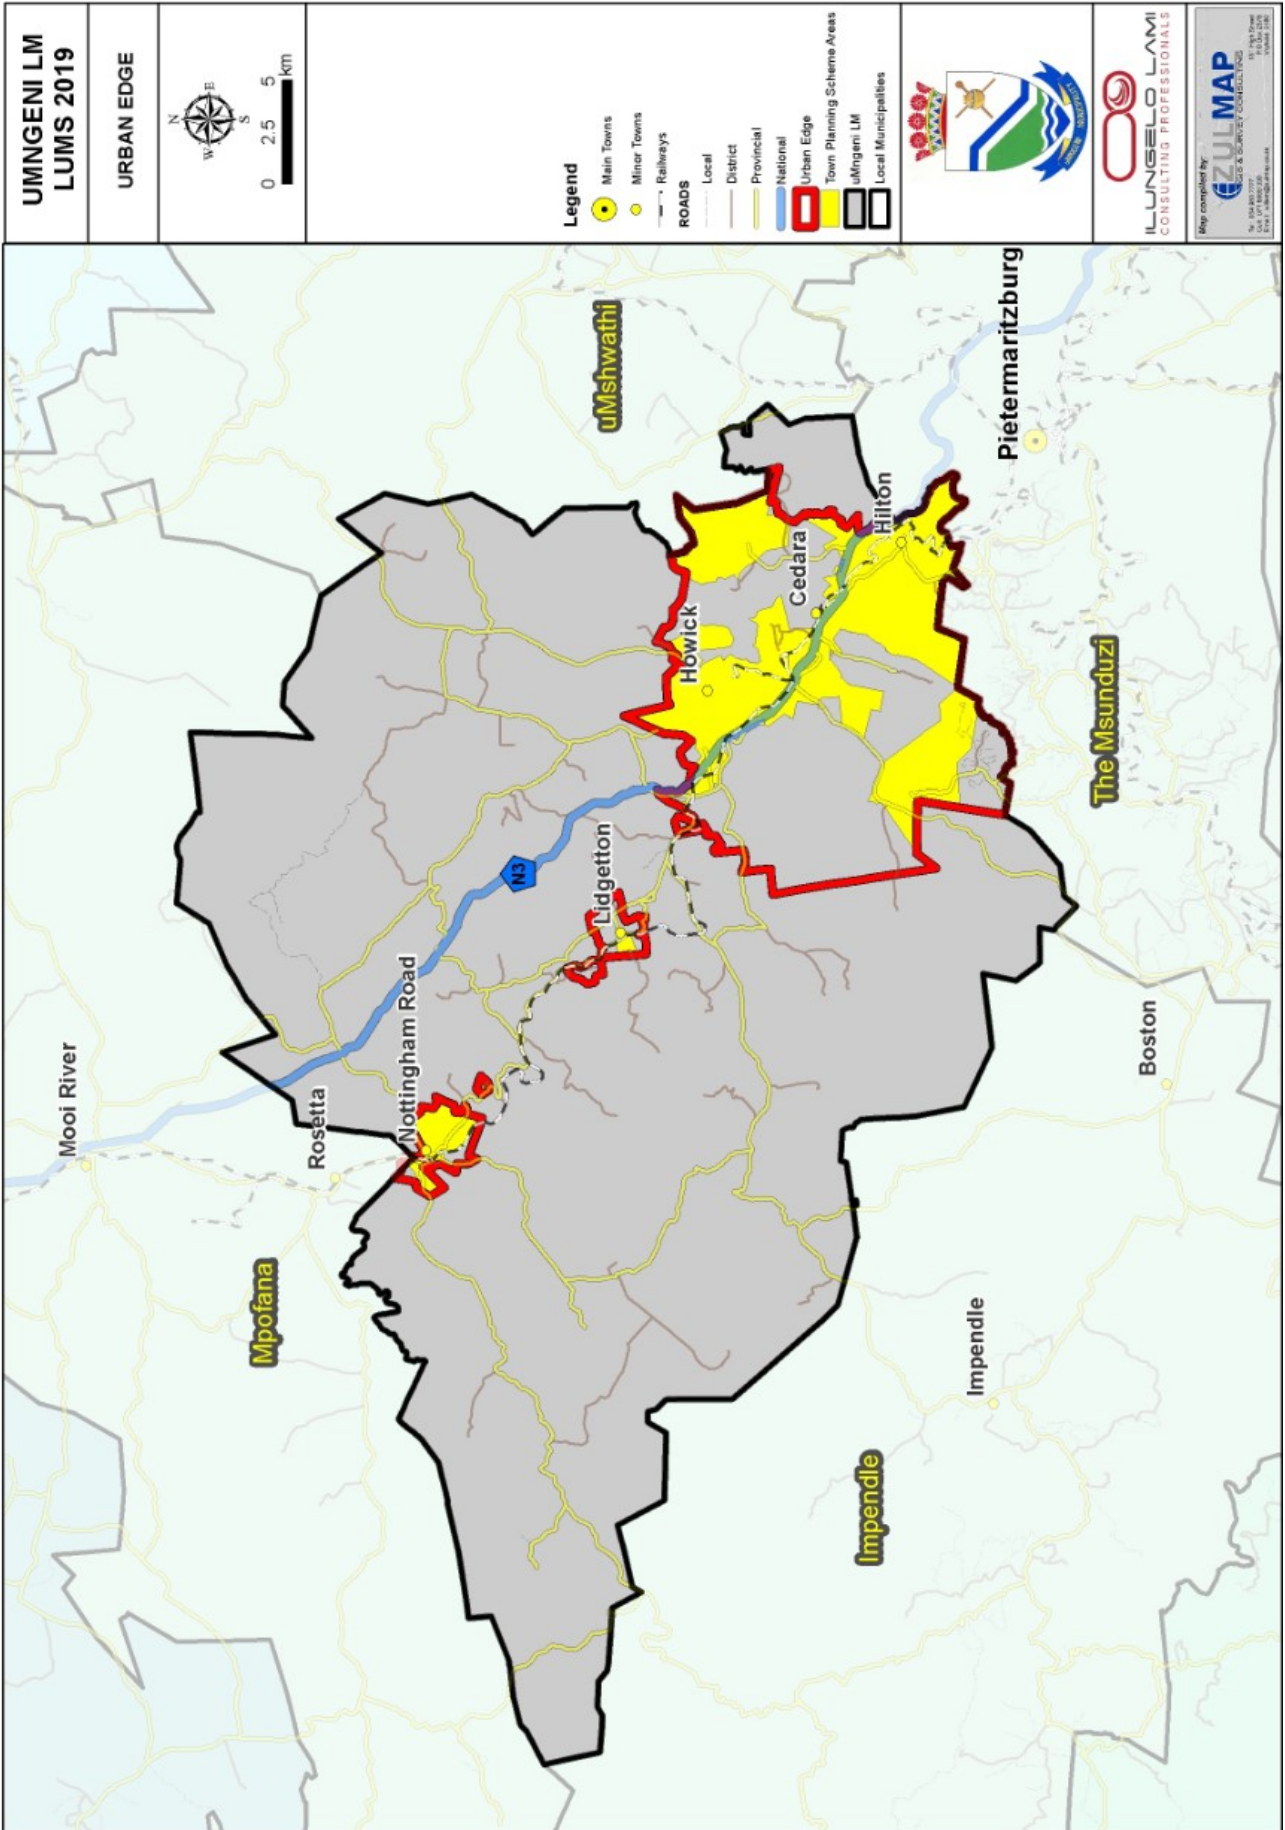 UMNGENI LM
LUMS 2019
URBAN EDGE
N
W
E
S
0
2.5
5
km
Legend
Main Towns
Minor Towns
Railways
ROADS
Local
District
Provincial
National
Urban Edge
Town Planning Scheme Areas
uMngeni LM
Local Municipalities
ILUNGELO LAMI
CONSULTING PROFESSIONALS
Map compiled by:
IZULMAP
GIS & SURVEY CONSULTING
Mooi River
Rosetta
Nottingham Road
Mpofana
N3
Lidgetton
Howick
Cedara
Hilton
uMshwathi
Pietermaritzburg
The Msunduzi
Boston
Impendle
Impendle